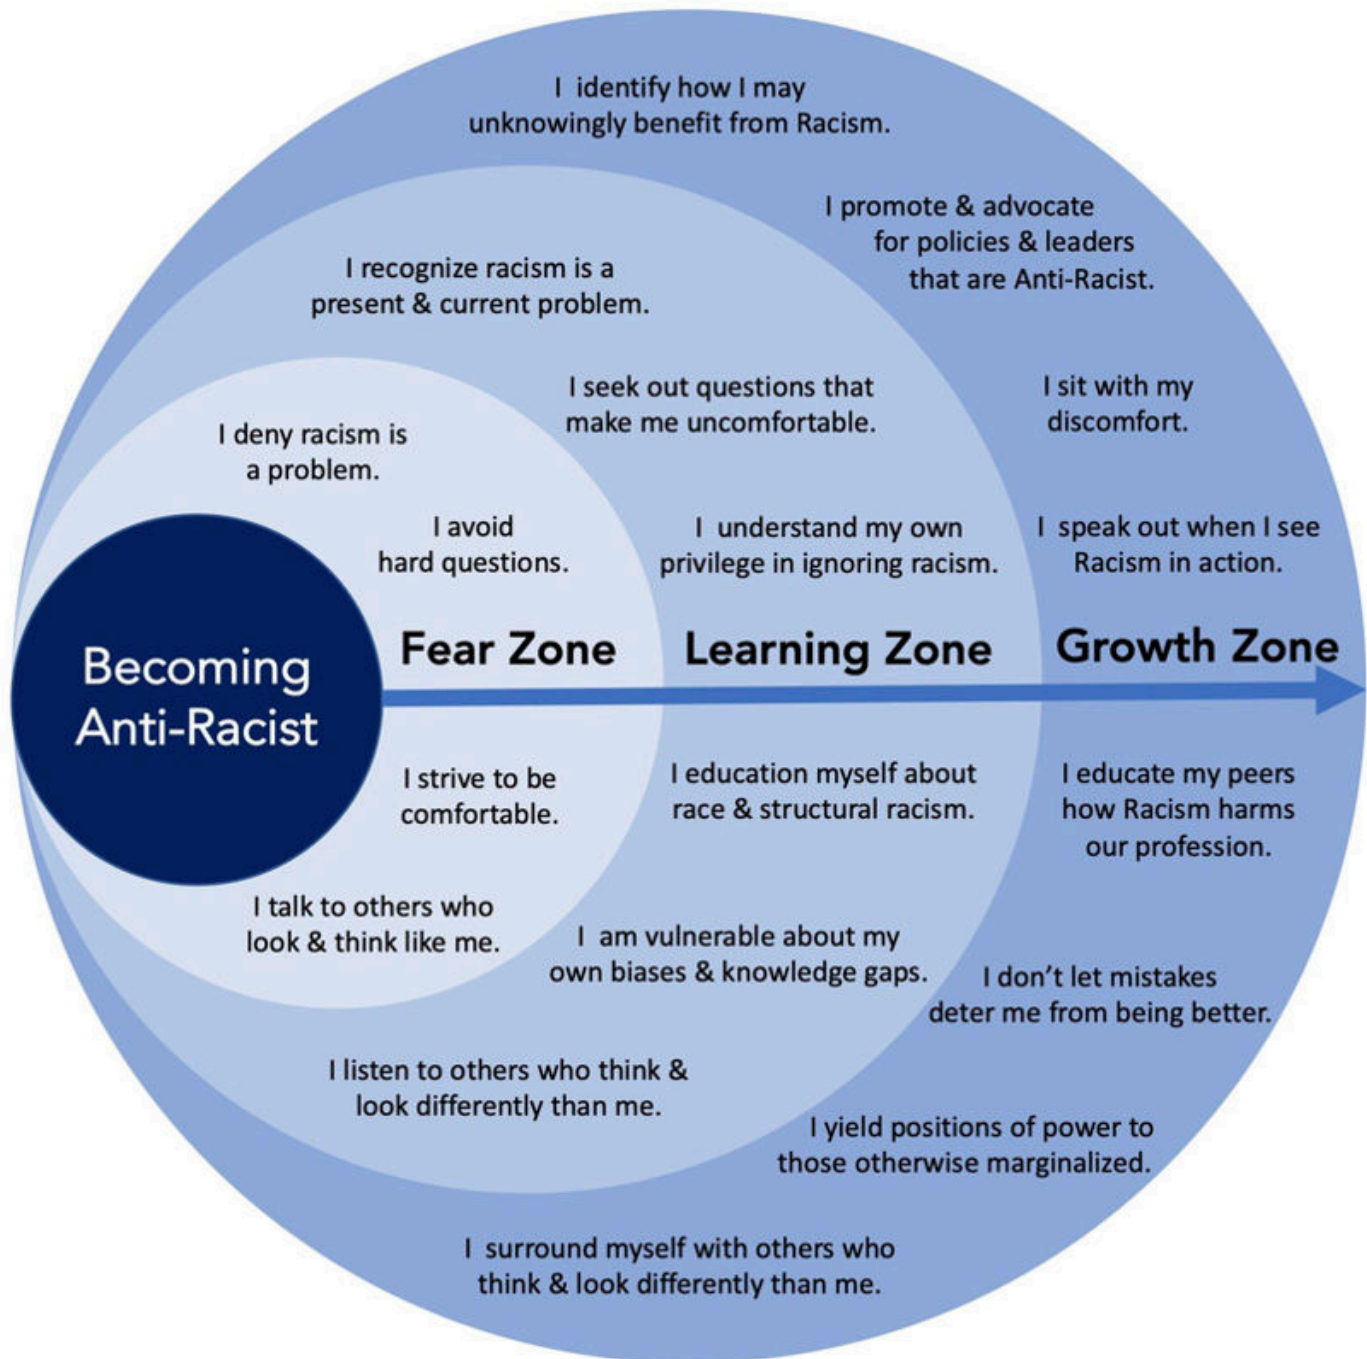 I identify how I may
unknowingly benefit from Racism.
I promote & advocate
for policies & leaders
that are Anti-Racist.
I recognize racism is a
present & current problem.
I seek out questions that
make me uncomfortable.
I sit with my
discomfort.
I deny racism is
a problem.
I avoid
hard questions.
I understand my own
privilege in ignoring racism.
I speak out when I see
Racism in action.
Becoming
Anti-Racist
Fear Zone
Learning Zone
Growth Zone
I strive to be
comfortable.
I education myself about
race & structural racism.
I educate my peers
how Racism harms
our profession.
I talk to others who
look & think like me.
I am vulnerable about my
own biases & knowledge gaps.
I don’t let mistakes
deter me from being better.
I listen to others who think &
look differently than me.
I yield positions of power to
those otherwise marginalized.
I surround myself with others who
think & look differently than me.